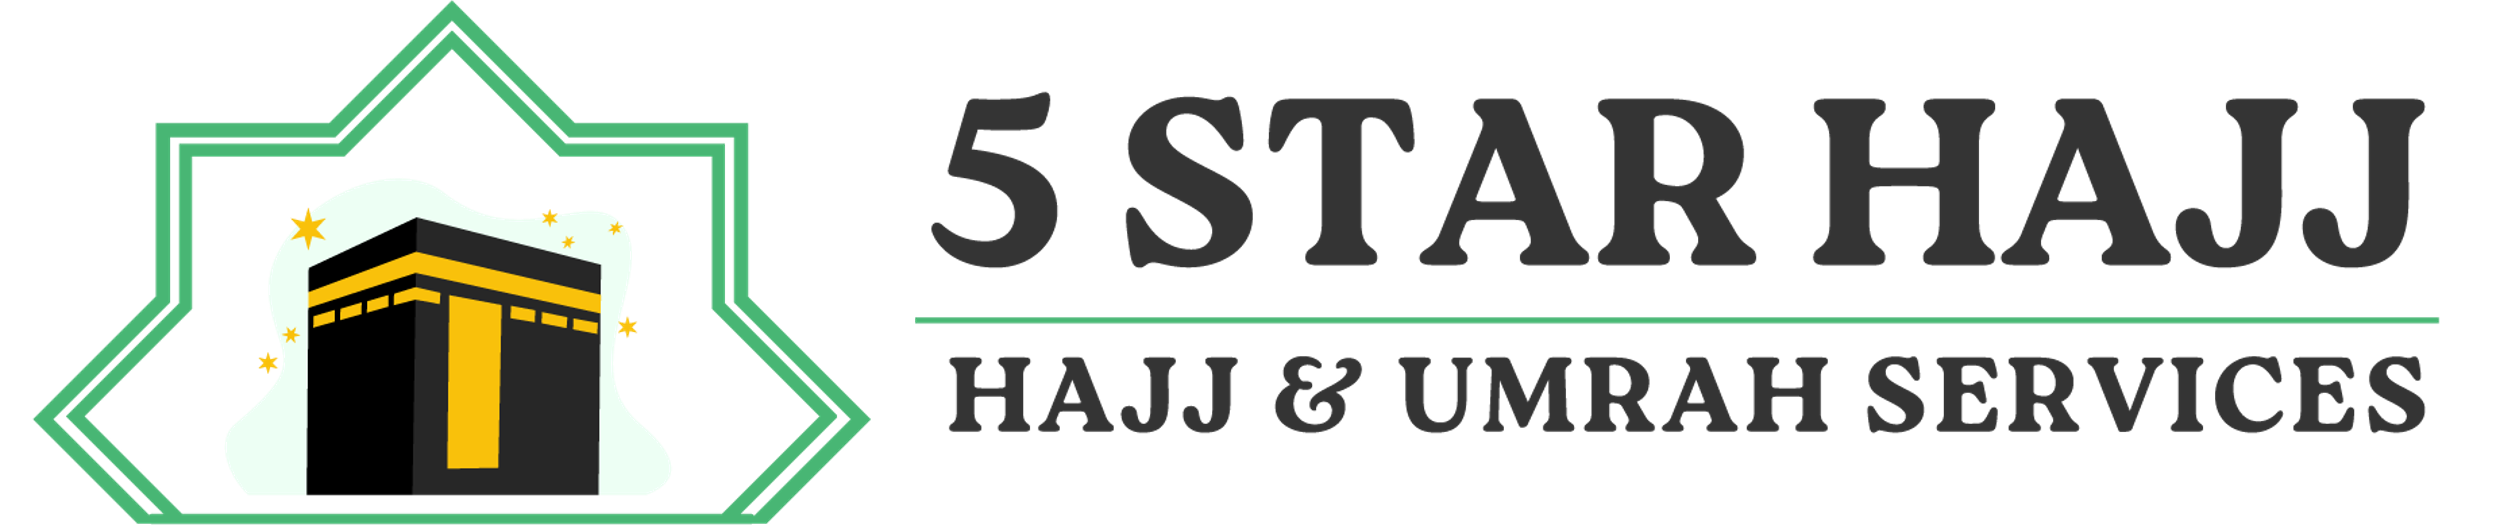 5 STAR HAJJ
HAJJ & UMRAH SERVICES